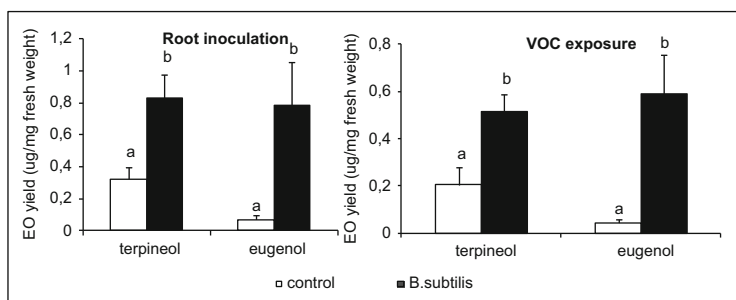 Root inoculation
EO yield (ug/mg fresh weight)
1,2
1
0,8
0,6
0,4
0,2
0
a
b
a
b
terpineol
eugenol
VOC exposure
EO yield (ug/mg fresh weight)
0,8
0,6
0,4
0,2
0
a
b
a
b
terpineol
eugenol
control
B.subtilis